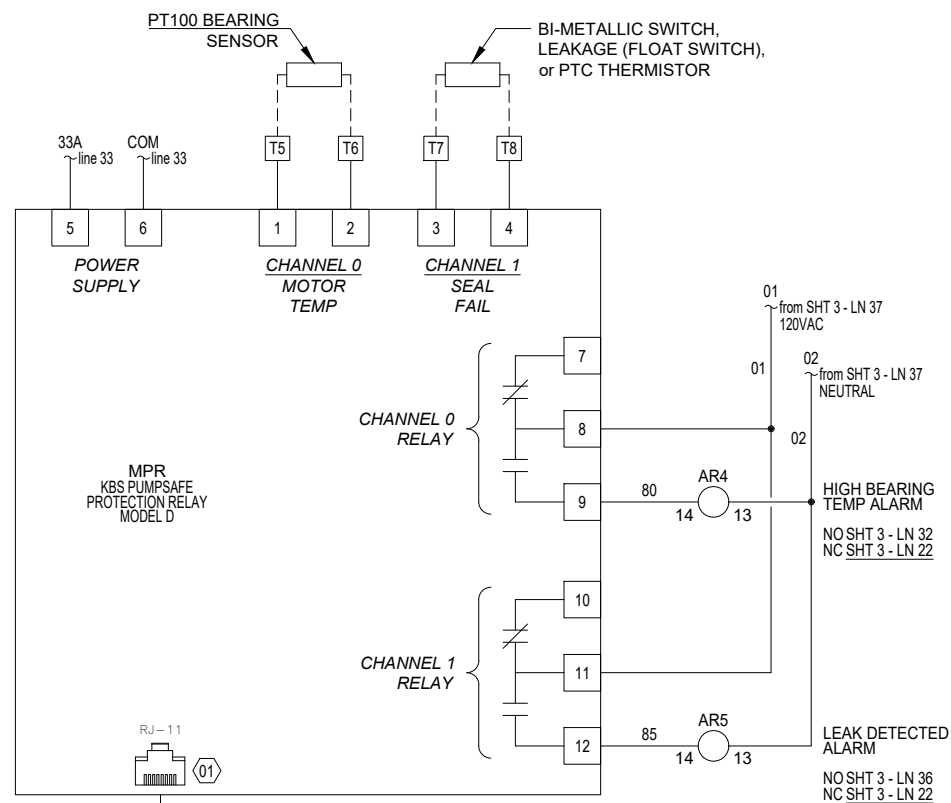 PT100 BEARING
SENSOR
BI-METALLIC SWITCH,
LEAKAGE (FLOAT SWITCH),
or PTC THERMISTOR
33A
line 33
COM
line 33
T5
T6
T7
T8
5
6
1
2
3
4
POWER
SUPPLY
CHANNEL 0
MOTOR
TEMP
CHANNEL 1
SEAL
FAIL
01
from SHT 3 - LN 37
120VAC
02
from SHT 3 - LN 37
NEUTRAL
01
02
7
8
9
CHANNEL 0
RELAY
MPR
KBS PUMPSAFE
PROTECTION RELAY
MODEL D
80
AR4
14
13
HIGH BEARING
TEMP ALARM
NO SHT 3 - LN 32
NC SHT 3 - LN 22
10
11
12
CHANNEL 1
RELAY
85
AR5
14
13
LEAK DETECTED
ALARM
NO SHT 3 - LN 36
NC SHT 3 - LN 22
RJ-11
01